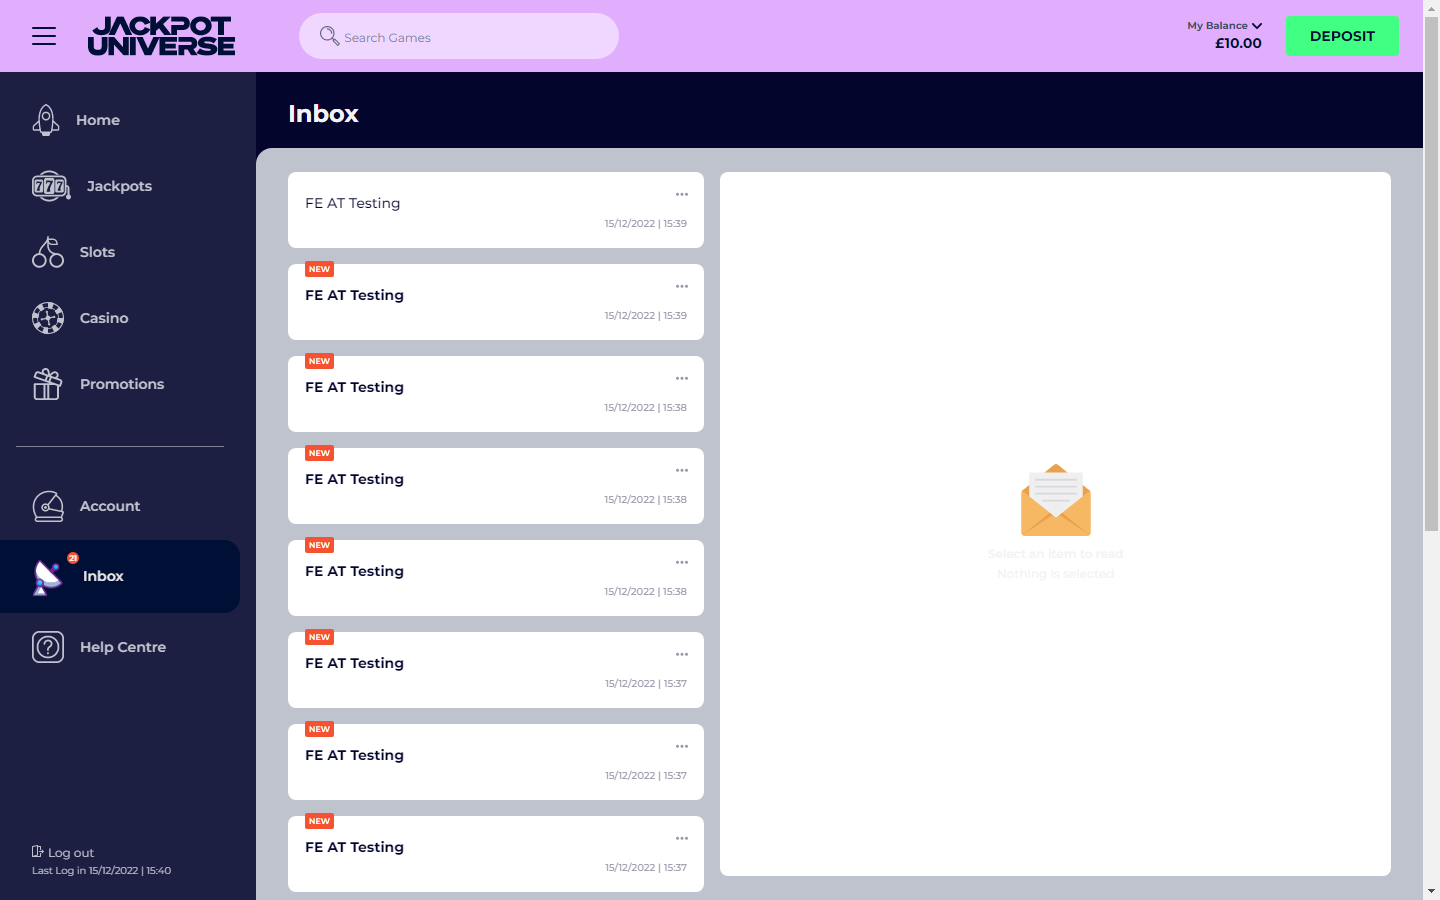 JACKPOT
UNIVERSE
Search Games
My Balance
£10.00
DEPOSIT
Home
777
Jackpots
Slots
Casino
Promotions
Account
21
Inbox
Help Centre
Log out
Last Log in 15/12/2022 | 15:40
Inbox
FE AT Testing
15/12/2022 | 15:39
NEW
FE AT Testing
15/12/2022 | 15:39
NEW
FE AT Testing
15/12/2022 | 15:38
NEW
FE AT Testing
15/12/2022 | 15:38
NEW
FE AT Testing
15/12/2022 | 15:38
NEW
FE AT Testing
15/12/2022 | 15:37
NEW
FE AT Testing
15/12/2022 | 15:37
NEW
FE AT Testing
15/12/2022 | 15:37
Select an item to read
Nothing is selected